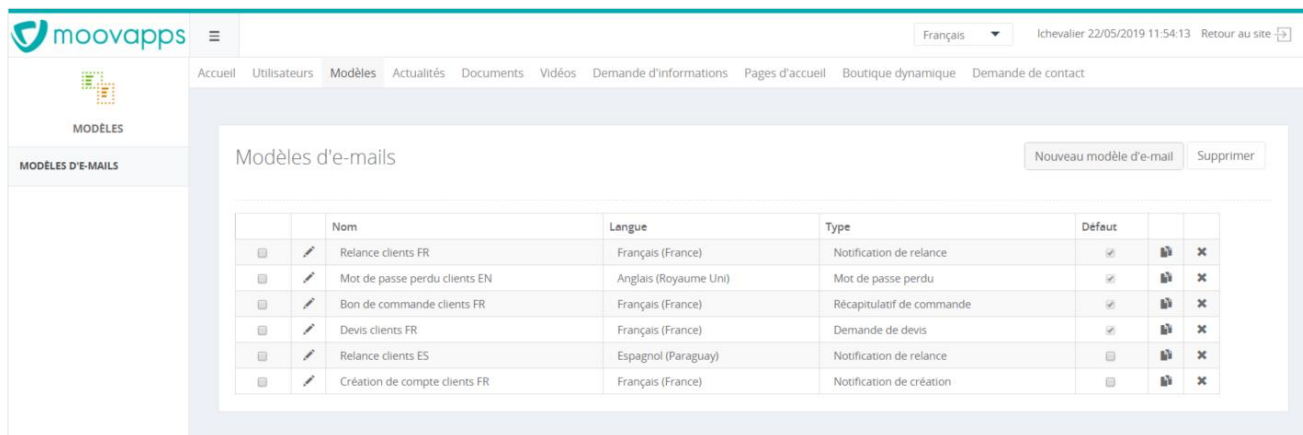 moovapps
Français
lchevalier 22/05/2019 11:54:13 Retour au site
Accueil Utilisateurs Modèles Actualités Documents Vidéos Demande d'informations Pages d'accueil Boutique dynamique Demande de contact
MODÈLES
MODÈLES D'E-MAILS
Modèles d'e-mails
Nouveau modèle d'e-mail Supprimer
Nom Langue Type Défaut
Relance clients FR Français (France) Notification de relance
Mot de passe perdu clients EN Anglais (Royaume Uni) Mot de passe perdu
Bon de commande clients FR Français (France) Récapitulatif de commande
Devis clients FR Français (France) Demande de devis
Relance clients ES Espagnol (Paraguay) Notification de relance
Création de compte clients FR Français (France) Notification de création